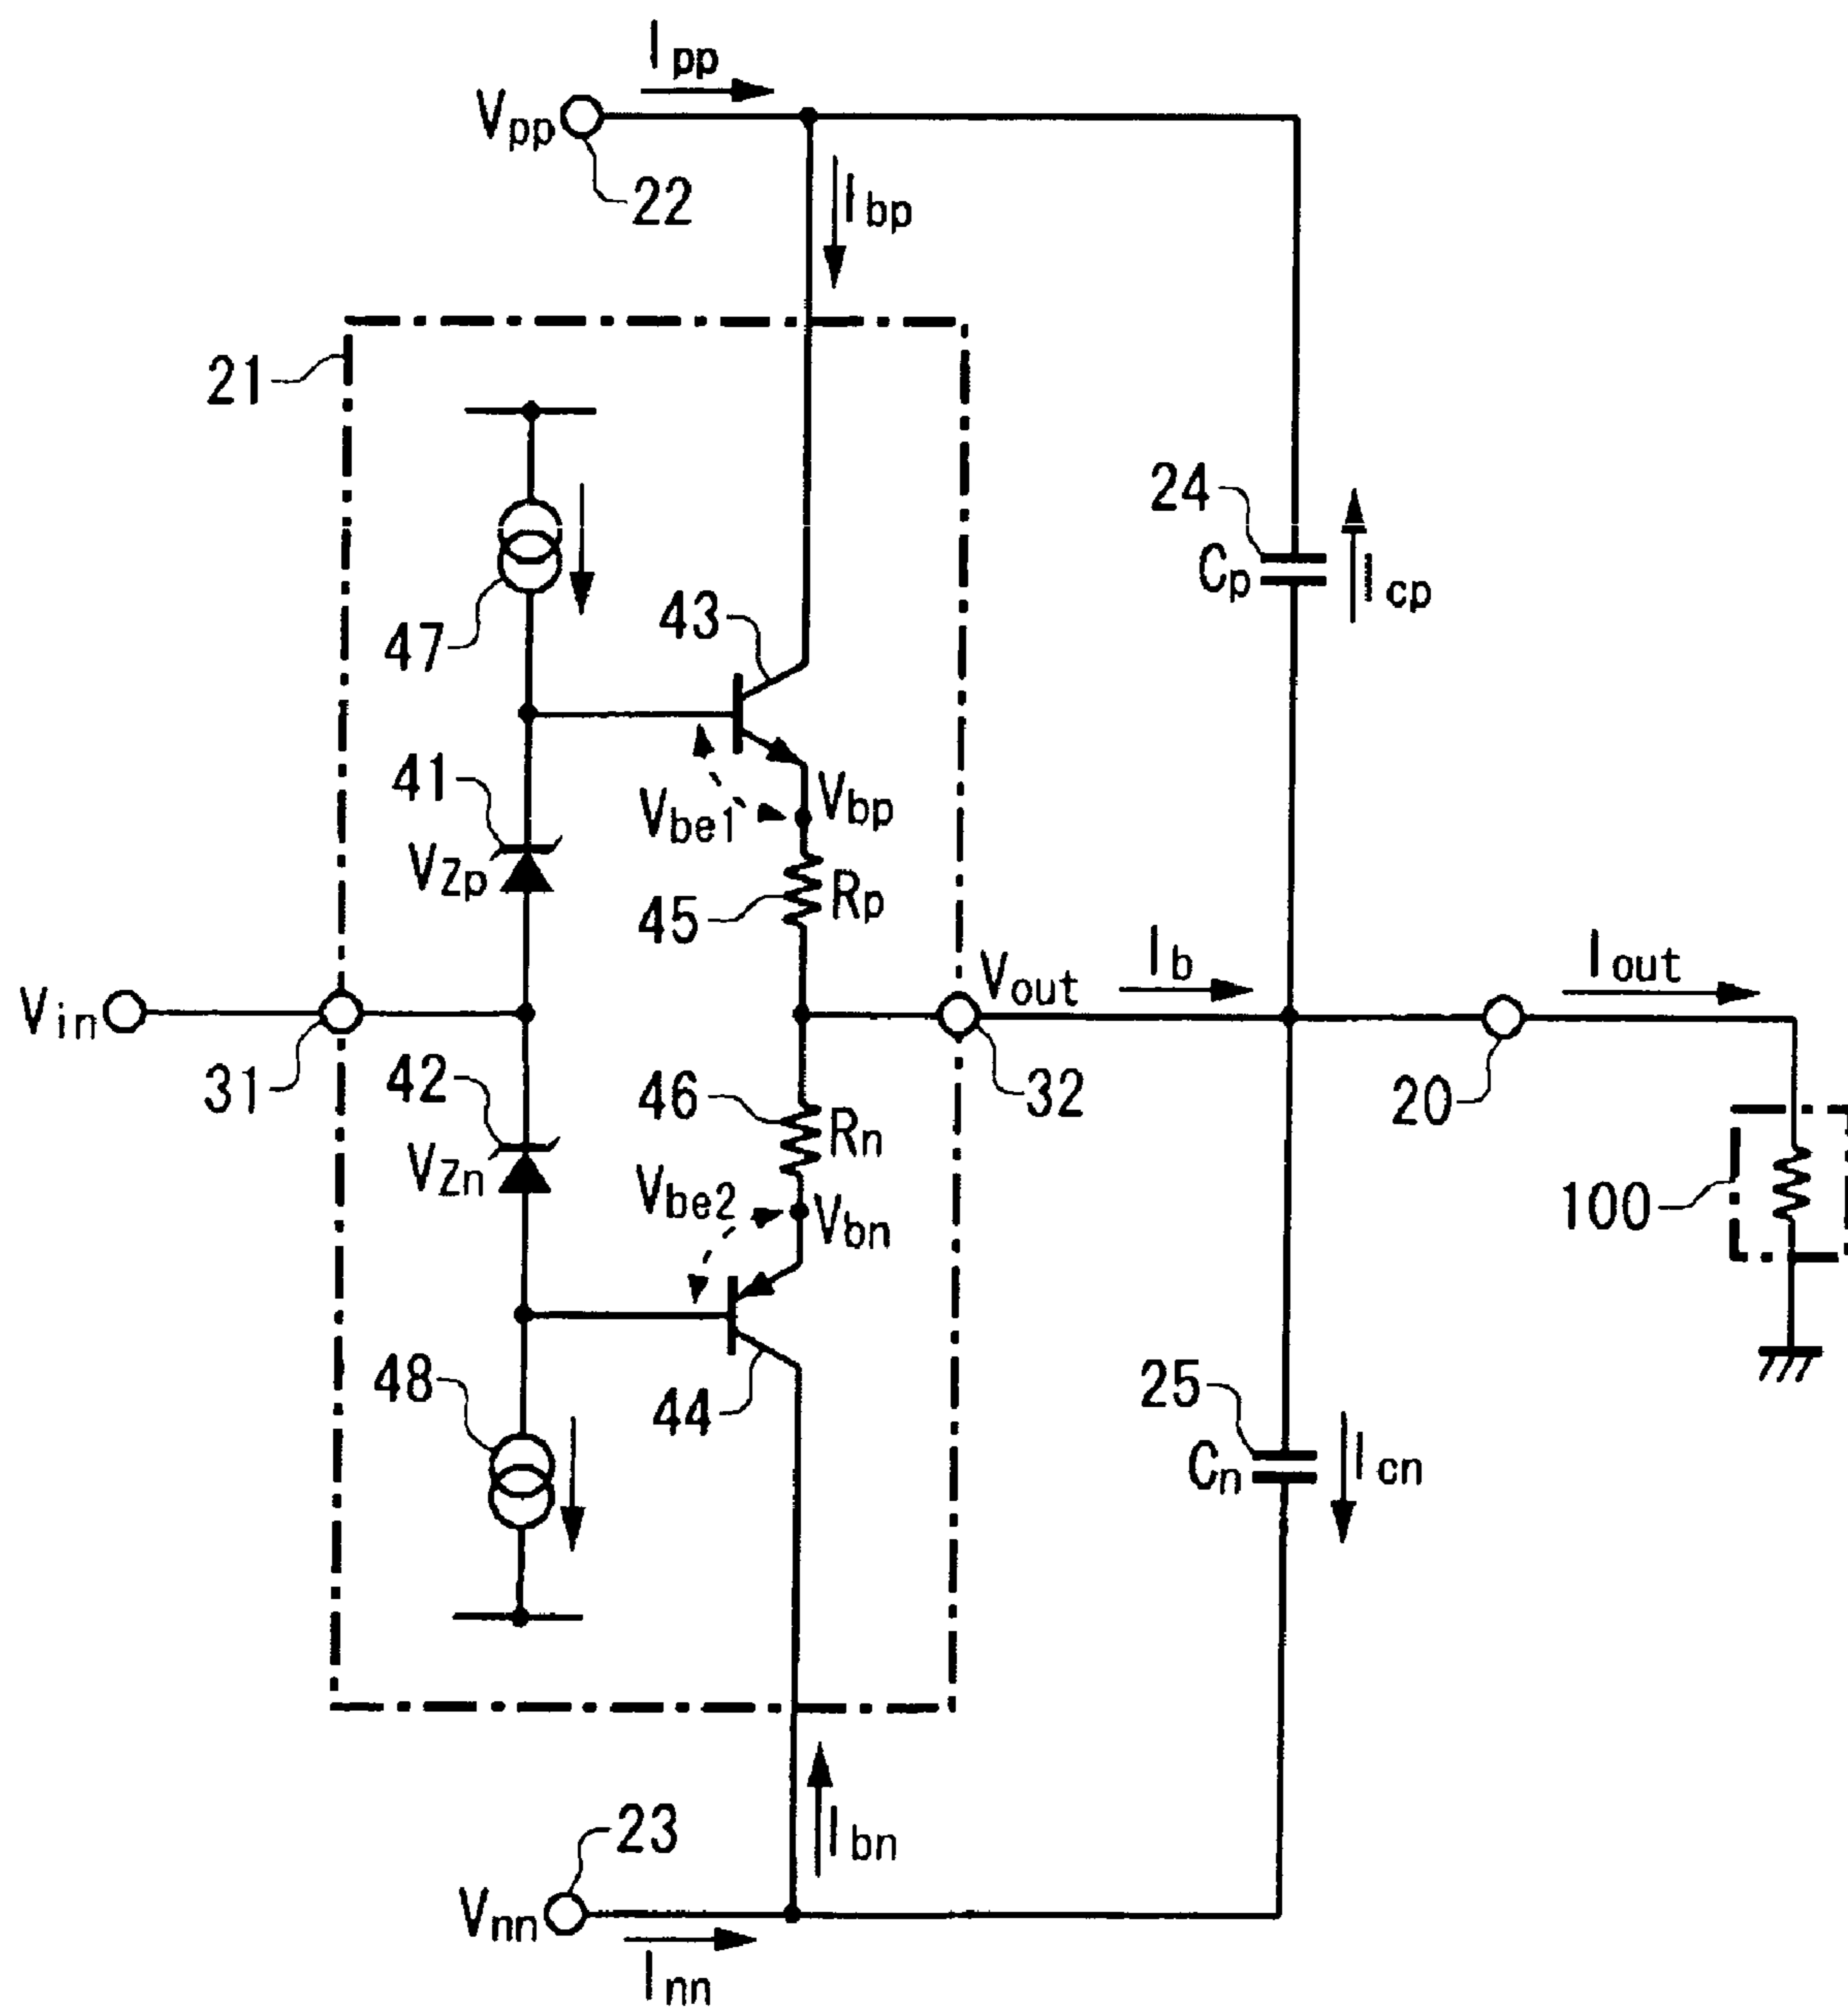 Ipp
Vpp
22
Ibp
21
24
Cp
Icp
47
43
41
VZp
Vbe1
Vbp
45
Rp
Vin
31
Vout
Ib
Iout
32
20
42
VZn
46
Rn
Vbe2
Vbn
100
48
44
25
Cn
Icn
23
Ibn
Vnn
Inn